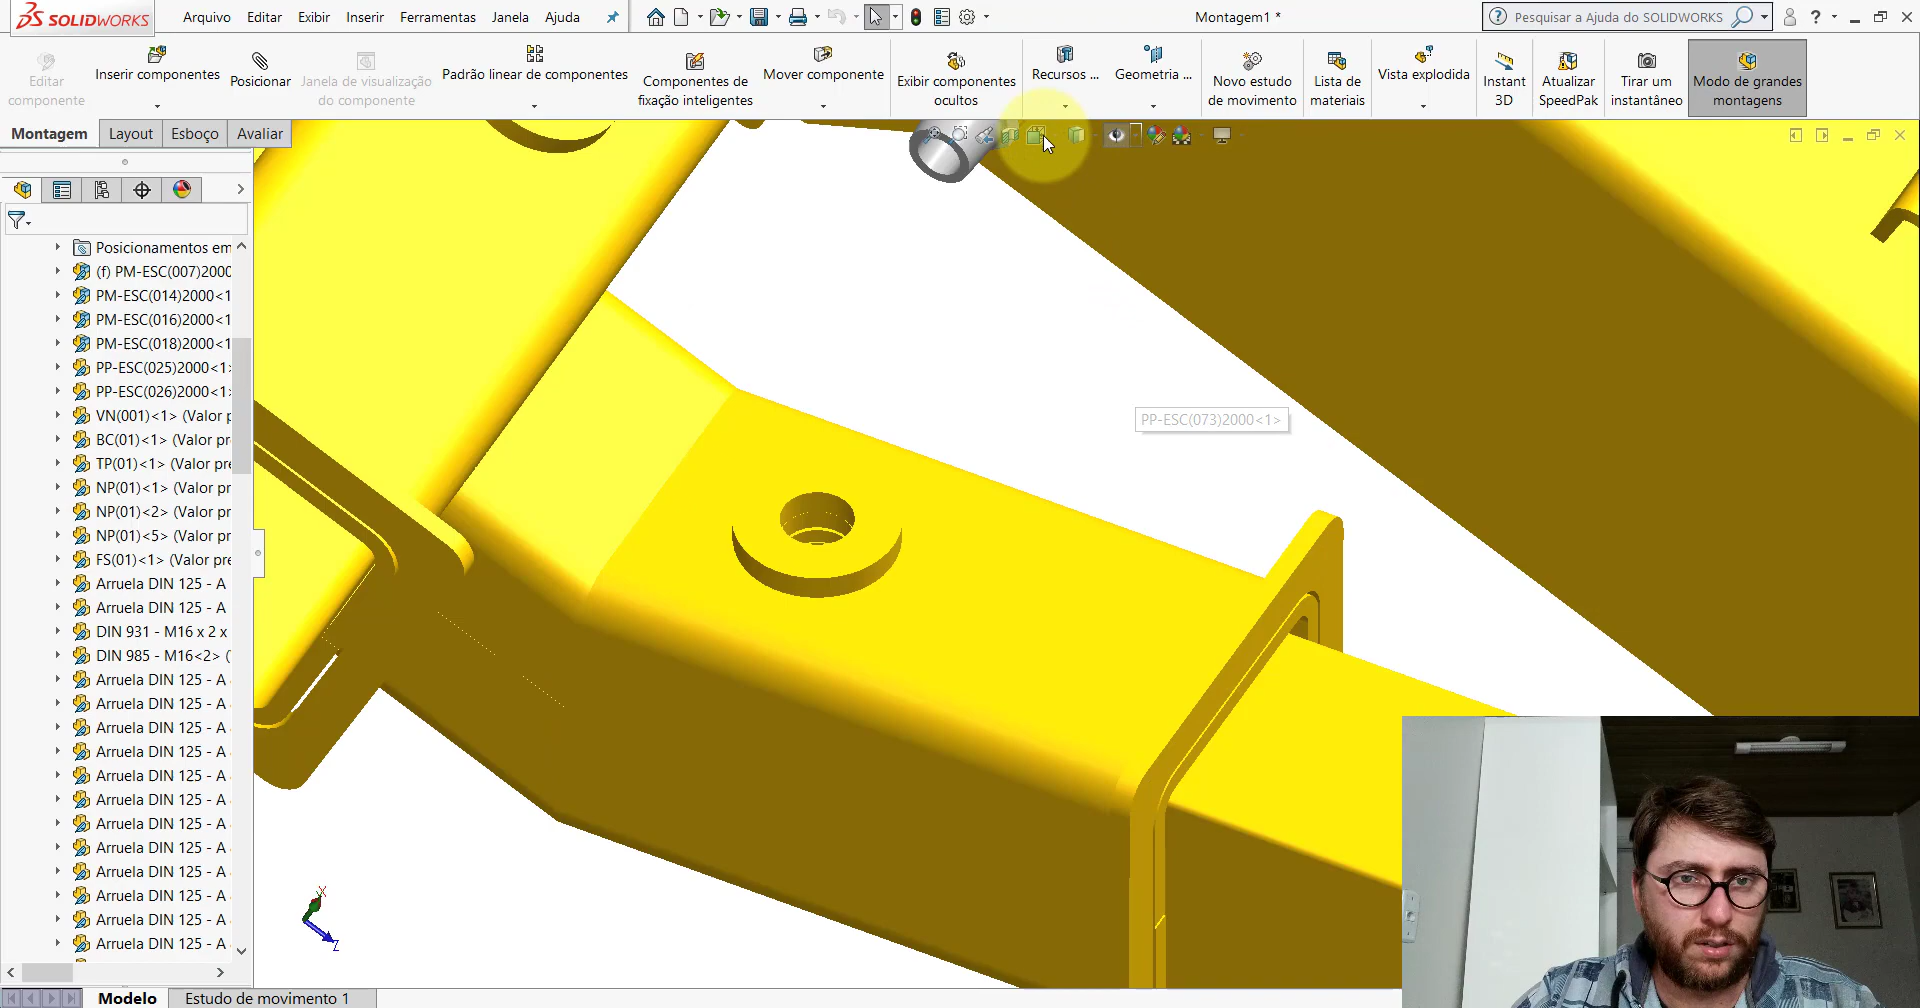 SOLIDWORKS
Arquivo Editar Exibir Inserir Ferramentas Janela Ajuda
Montagem1 *
Pesquisar a Ajuda do SOLIDWORKS
Editar componente
Inserir componentes
Posicionar
Janela de visualização do componente
Padrão linear de componentes
Componentes de fixação inteligentes
Mover componente
Exibir componentes ocultos
Recursos ...
Geometria ...
Novo estudo de movimento
Lista de materiais
Vista explodida
Instant 3D
Atualizar SpeedPak
Tirar um instantâneo
Modo de grandes montagens
Montagem Layout Esboço Avaliar
Posicionamentos em
(f) PM-ESC(007)2000
PM-ESC(014)2000<1
PM-ESC(016)2000<1
PM-ESC(018)2000<1
PP-ESC(025)2000<1>
PP-ESC(026)2000<1>
VN(001)<1> (Valor p
BC(01)<1> (Valor pr
TP(01)<1> (Valor pre
NP(01)<1> (Valor pr
NP(01)<2> (Valor pr
NP(01)<5> (Valor pr
FS(01)<1> (Valor pre
Arruela DIN 125 - A
Arruela DIN 125 - A
DIN 931 - M16 x 2 x
DIN 985 - M16<2> (
Arruela DIN 125 - A
Arruela DIN 125 - A
Arruela DIN 125 - A
Arruela DIN 125 - A
Arruela DIN 125 - A
Arruela DIN 125 - A
Arruela DIN 125 - A
Arruela DIN 125 - A
Arruela DIN 125 - A
Arruela DIN 125 - A
Arruela DIN 125 - A
Arruela DIN 125 - A
PP-ESC(073)2000<1>
X
Z
Modelo Estudo de movimento 1